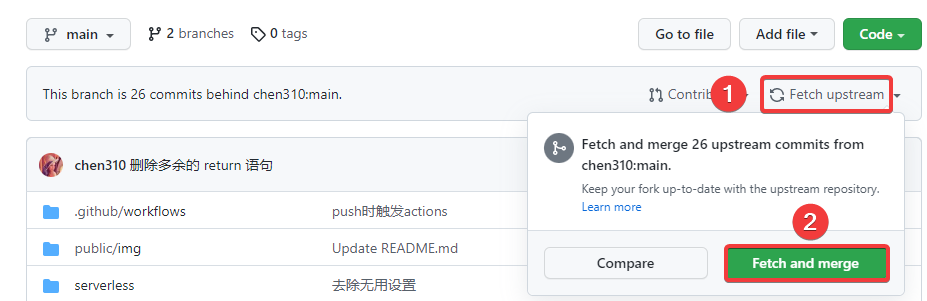 main
2 branches
0 tags
Go to file
Add file
Code
This branch is 26 commits behind chen310:main.
1
Fetch upstream
Fetch and merge 26 upstream commits from
chen310:main.
Keep your fork up-to-date with the upstream repository.
Learn more
2
Compare
Fetch and merge
chen310 删除多余的 return 语句
.github/workflows
push时触发actions
public/img
Update README.md
serverless
去除无用设置